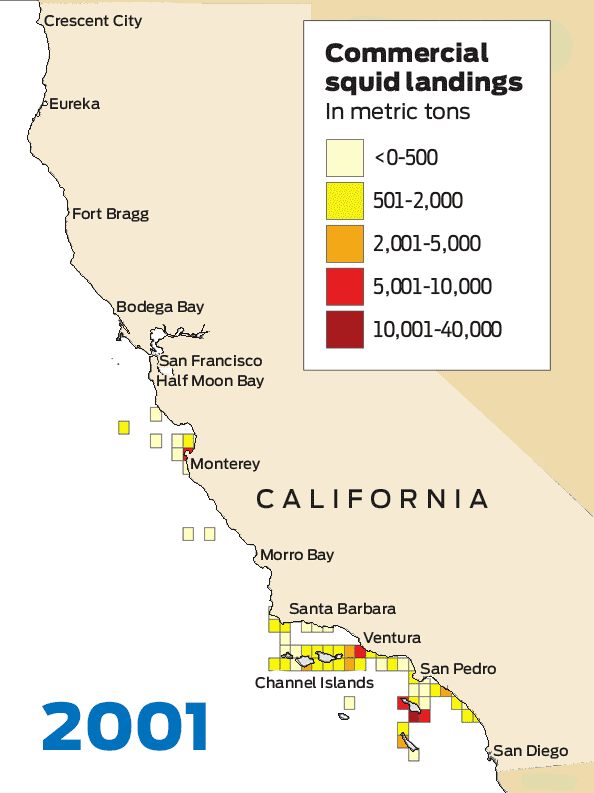 Crescent City
Commercial
squid landings
In metric tons
<0-500
501-2,000
2,001-5,000
5,001-10,000
10,001-40,000
Eureka
Fort Bragg
Bodega Bay
San Francisco
Half Moon Bay
Monterey
CALIFORNIA
Morro Bay
Santa Barbara
Ventura
San Pedro
Channel Islands
2001
San Diego